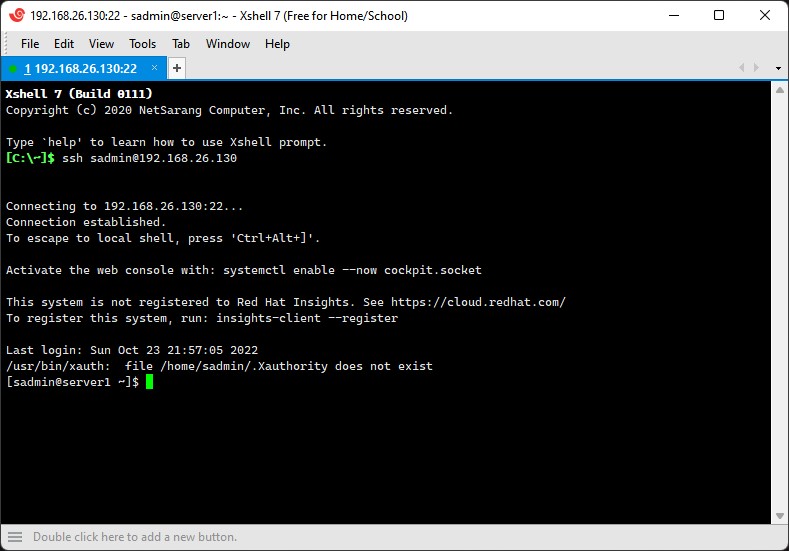 192.168.26.130:22 - sadmin@server1:~ - Xshell 7 (Free for Home/School)
File Edit View Tools Tab Window Help
1 192.168.26.130:22 × +
Xshell 7 (Build 0111)
Copyright (c) 2020 NetSarang Computer, Inc. All rights reserved.
Type `help' to learn how to use Xshell prompt.
[C:\~]$ ssh sadmin@192.168.26.130
Connecting to 192.168.26.130:22...
Connection established.
To escape to local shell, press 'Ctrl+Alt+]'.
Activate the web console with: systemctl enable --now cockpit.socket
This system is not registered to Red Hat Insights. See https://cloud.redhat.com/
To register this system, run: insights-client --register
Last login: Sun Oct 23 21:57:05 2022
/usr/bin/xauth:  file /home/sadmin/.Xauthority does not exist
[sadmin@server1 ~]$
Double click here to add a new button.